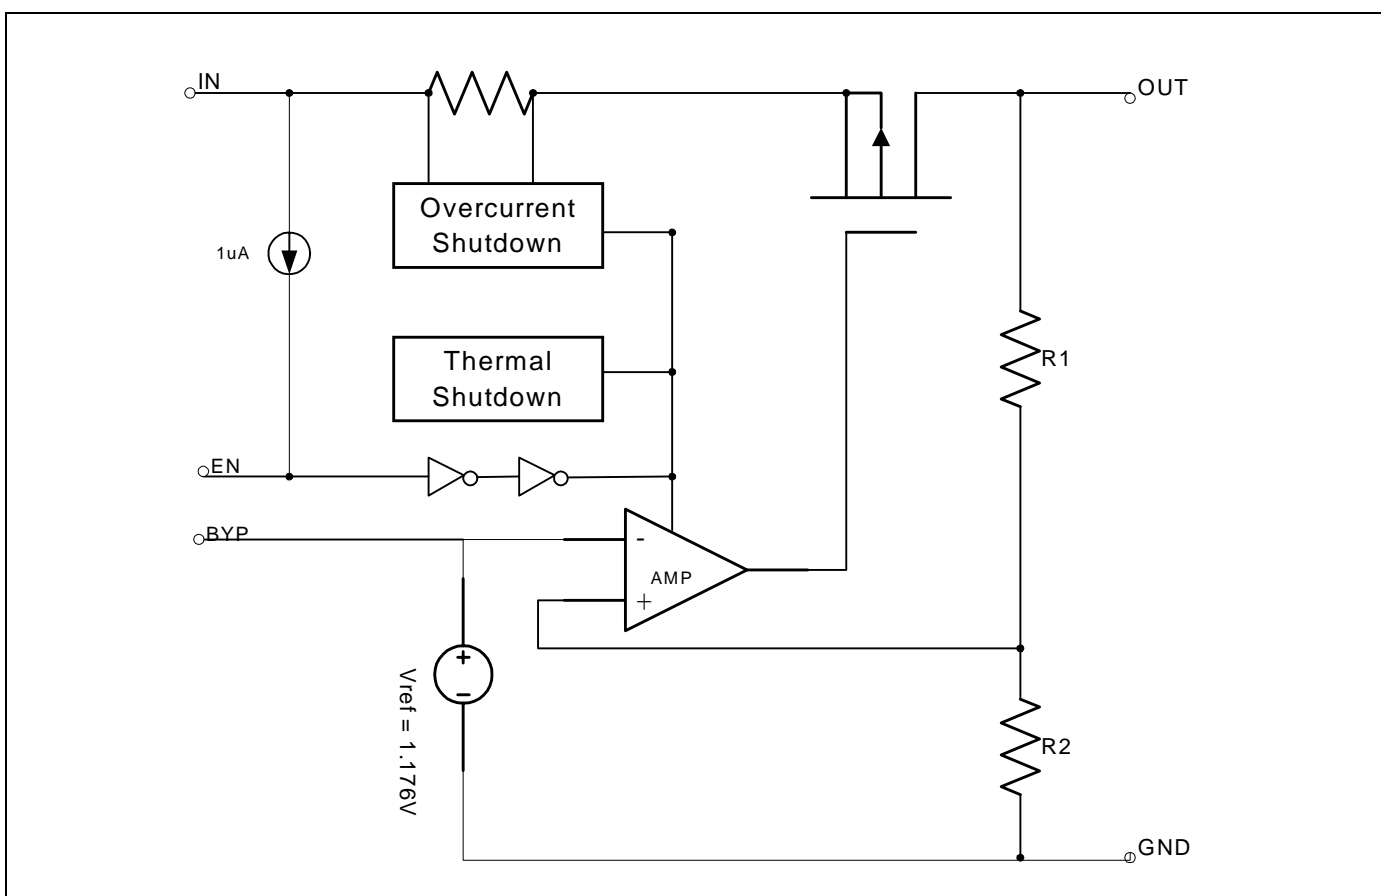 IN
OUT
Overcurrent
Shutdown
1uA
Thermal
Shutdown
R1
EN
BYP
-
AMP
+
+
-
Vref = 1.176V
R2
GND